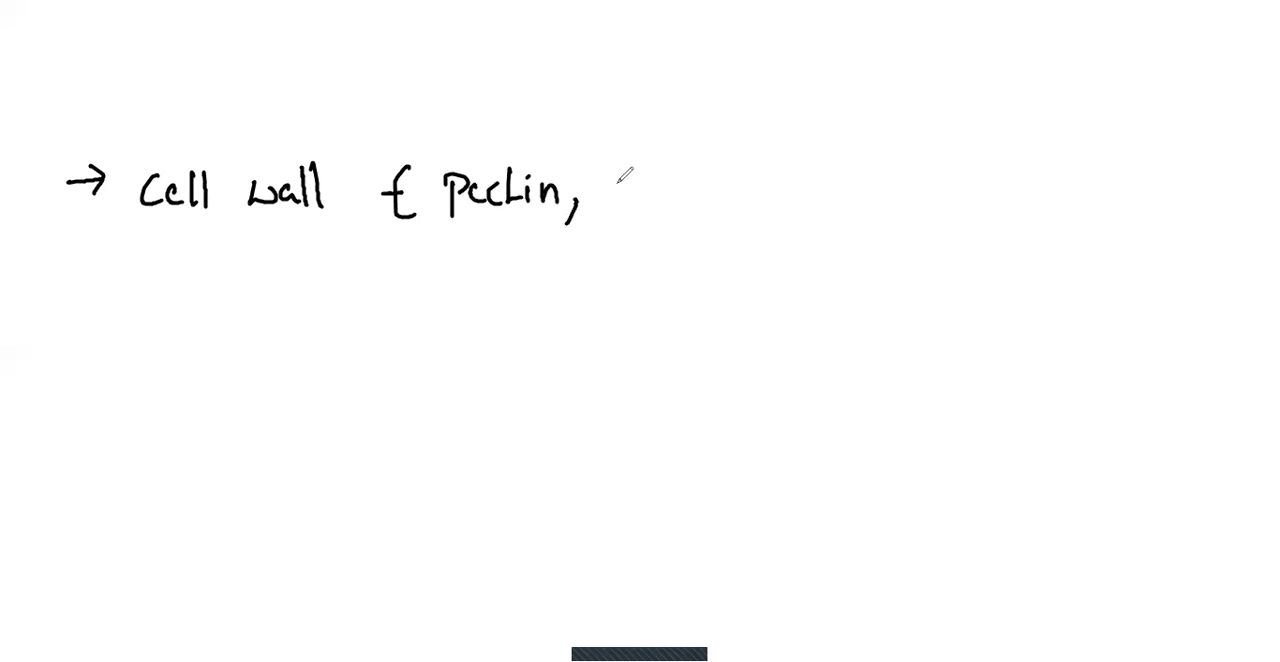 → Cell wall { Pectin,